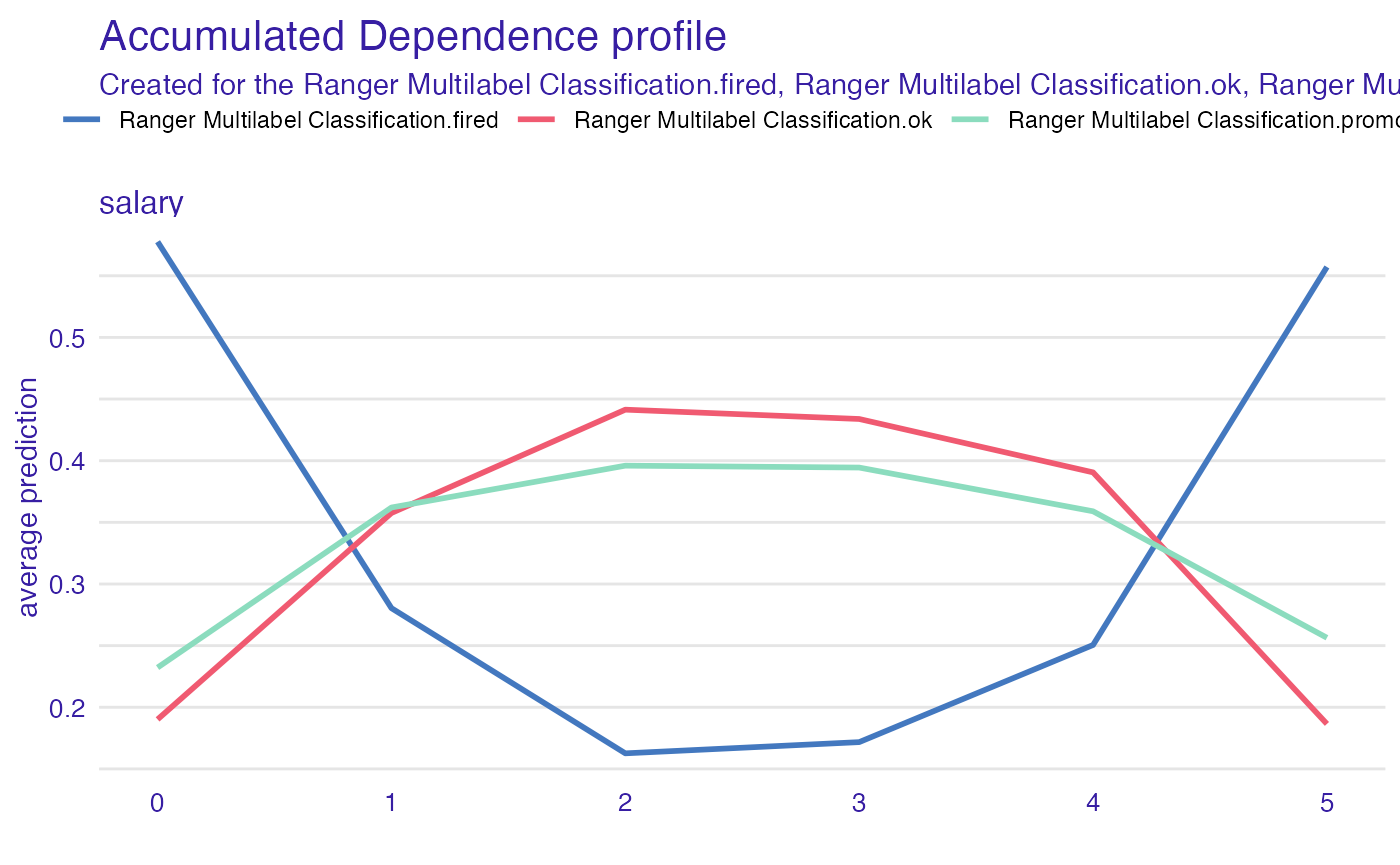 Accumulated Dependence profile
Created for the Ranger Multilabel Classification.fired, Ranger Multilabel Classification.ok, Ranger Mu
Ranger Multilabel Classification.fired Ranger Multilabel Classification.ok Ranger Multilabel Classification.promo
salary
0.5
0.4
0.3
0.2
average prediction
0 1 2 3 4 5